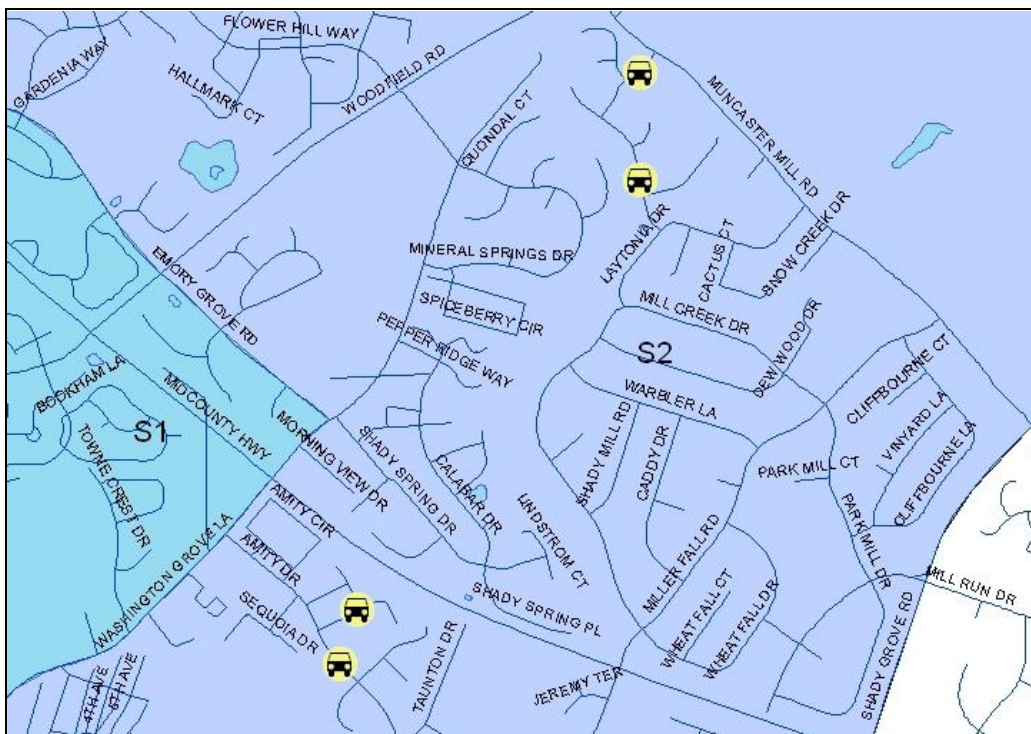 FLOWER HILL WAY
GARDENIA WAY
HALLMARK CT
WOODFIELD RD
QUONDAL CT
MUNCASTER MILL RD
EMORY GROVE RD
MINERAL SPRINGS DR
LAYTONIA DR
CACTUS CT
SNOW CREEK DR
SPICEBERRY CIR
MILL CREEK DR
PEPPER RIDGE WAY
S2
DEWWOOD DR
BOOKHAM LA
MIDCOUNTY HWY
WARBLER LA
CLIFFBOURNE CT
S1
VINYARD LA
MORNING VIEW DR
SHADY SPRING DR
SHADY MILL RD
CADDY DR
CLIFFBOURNE LA
TOWNE CREST DR
CALABAR DR
PARK MILL CT
AMITY CIR
LINDSTROM CT
PARK MILL DR
WASHINGTON GROVE LA
AMITY DR
MILLER FALL RD
MILL RUN DR
SEQUOIA DR
SHADY SPRING PL
WHEAT FALL CT
WHEAT FALL DR
TAUNTON DR
SHADY GROVE RD
4TH AVE
6TH AVE
JEREMY TER